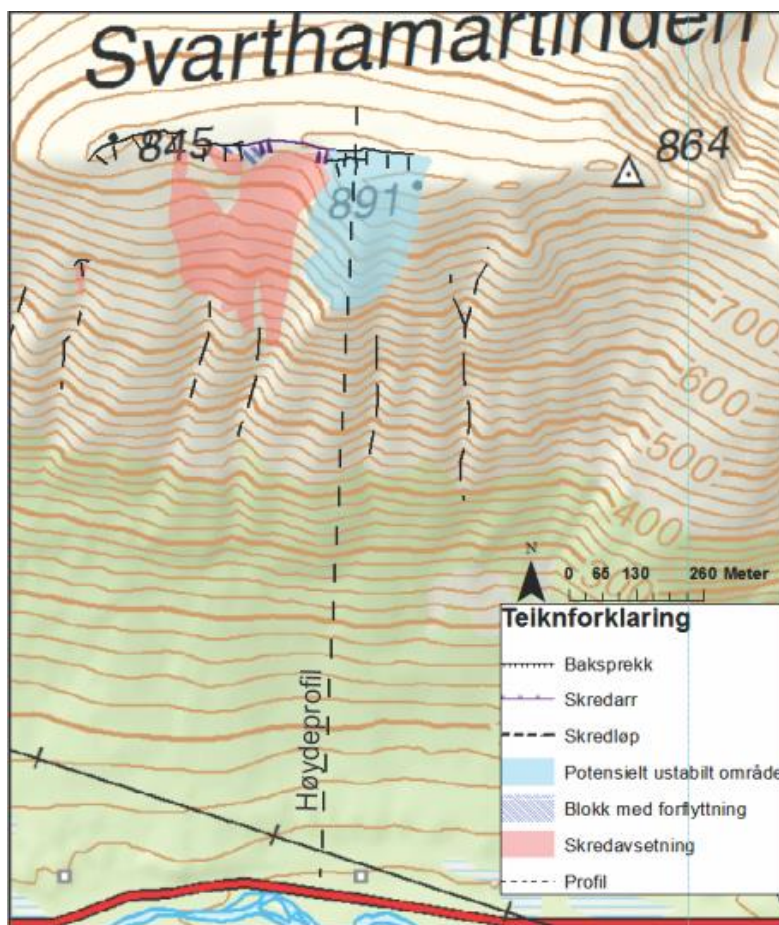 Svarthamartinden
845
864
891
700
600
500
400
N
0 65 130 260 Meter
Høydeprofil
Teiknforklaring
Baksprekk
Skredarr
Skredløp
Potensielt ustabilt område
Blokk med forflyttning
Skredavsetning
Profil